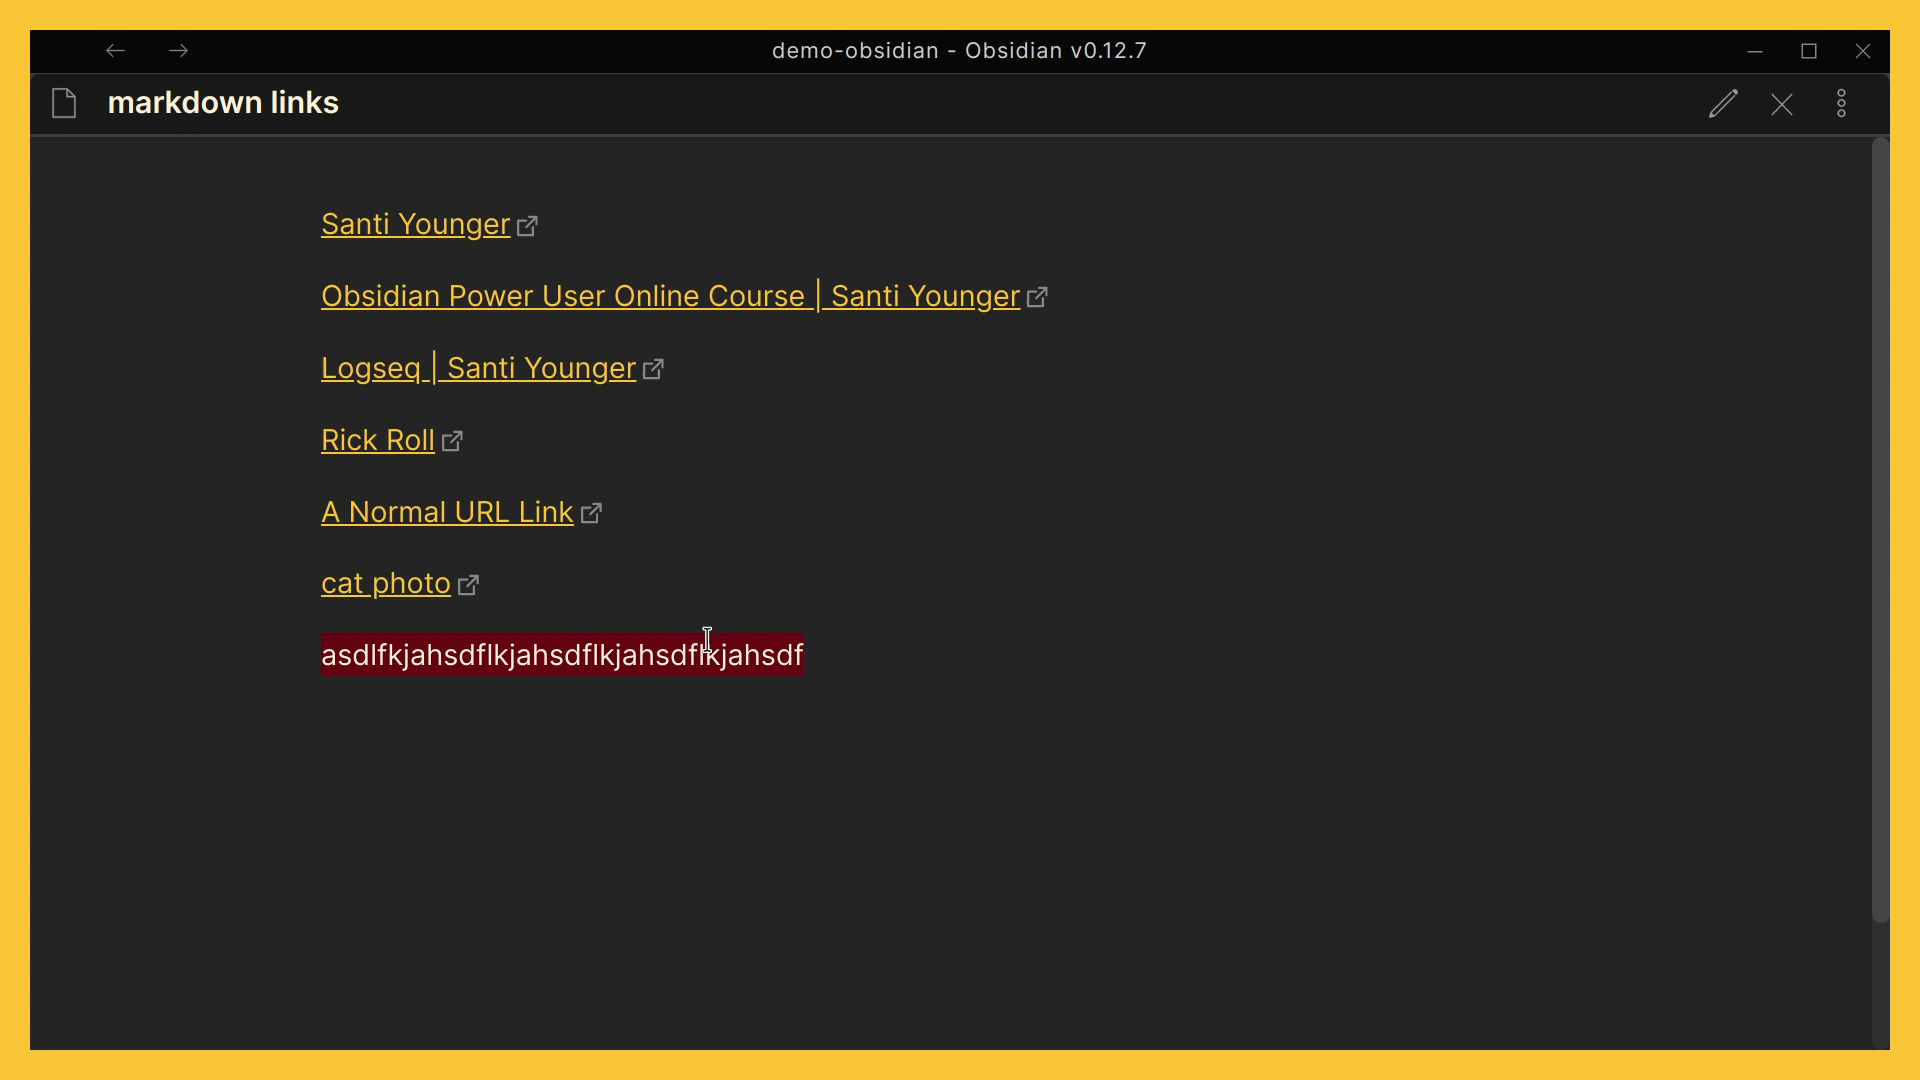 demo-obsidian - Obsidian v0.12.7
markdown links
Santi Younger
Obsidian Power User Online Course | Santi Younger
Logseq | Santi Younger
Rick Roll
A Normal URL Link
cat photo
asdlfkjahsdflkjahsdflkjahsdflkjahsdf